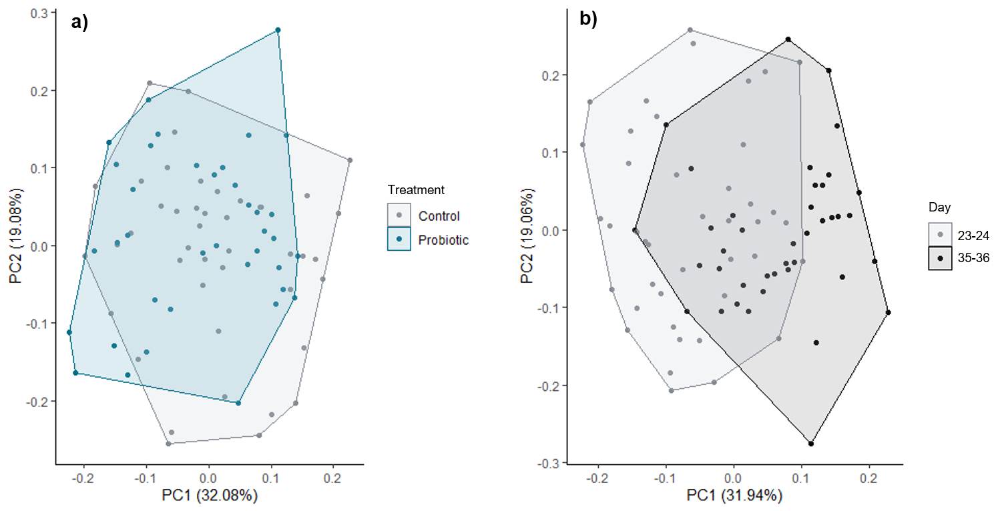 a)
0.3
0.2
0.1
0.0
-0.1
-0.2
PC2 (19.08%)
-0.2 -0.1 0.0 0.1 0.2
PC1 (32.08%)
Treatment
Control
Probiotic
b)
0.2
0.1
0.0
-0.1
-0.2
-0.3
PC2 (19.06%)
-0.2 -0.1 0.0 0.1 0.2
PC1 (31.94%)
Day
23-24
35-36